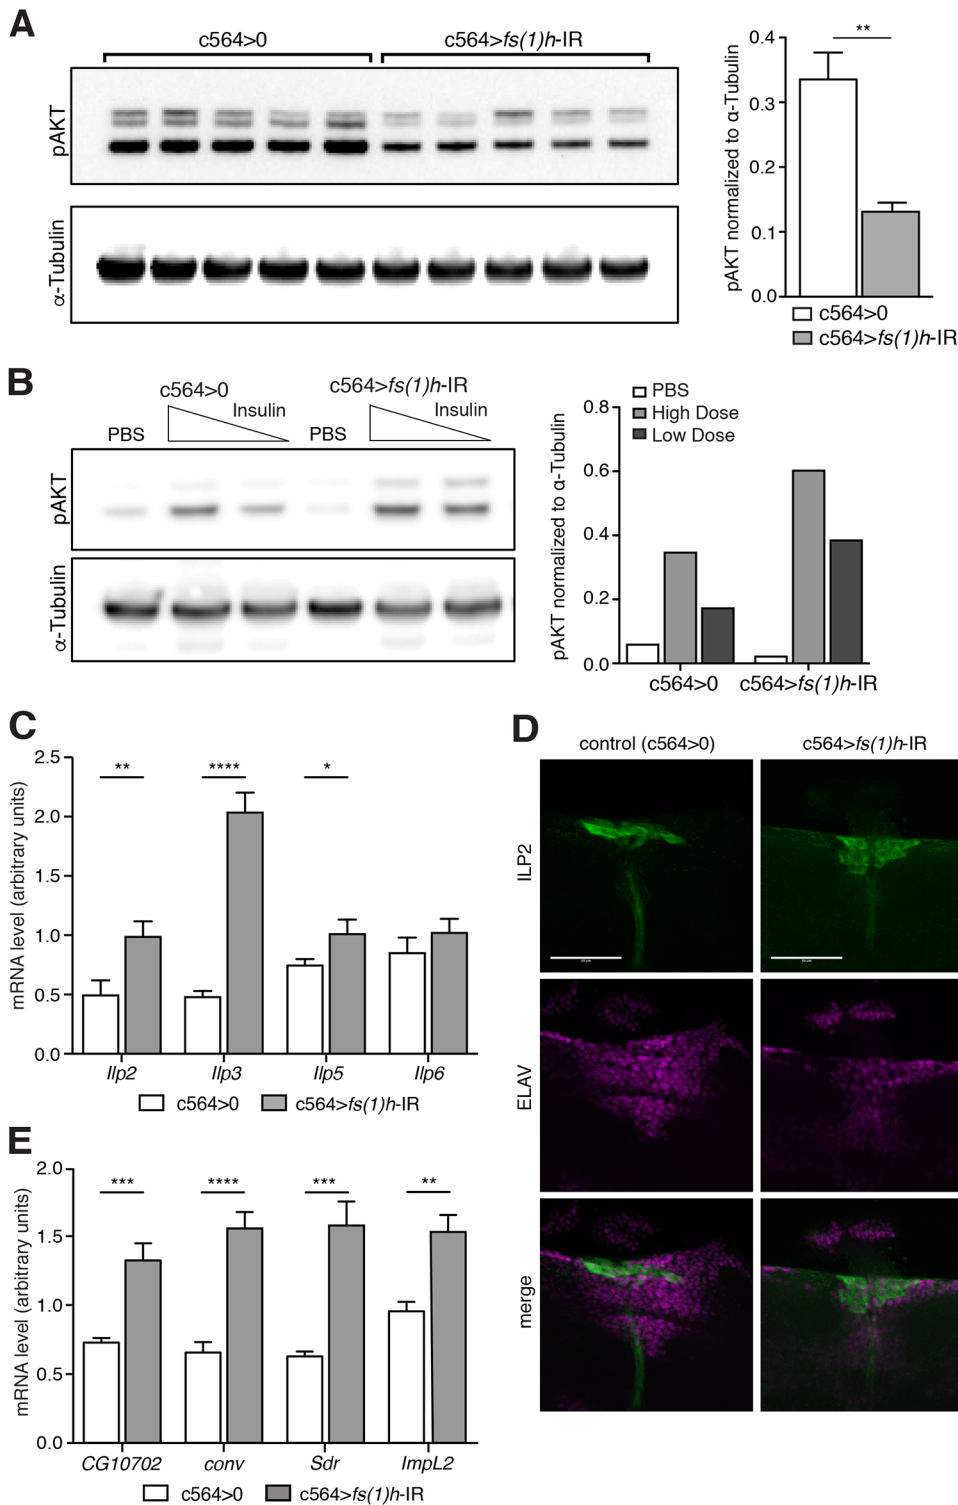 A
c564>0
c564>fs(1)h-IR
pAKT
α-Tubulin
pAKT normalized to α-Tubulin
0.4
0.3
0.2
0.1
0.0
**
c564>0
c564>fs(1)h-IR
B
c564>0
c564>fs(1)h-IR
PBS
Insulin
PBS
Insulin
pAKT
α-Tubulin
pAKT normalized to α-Tubulin
0.8
0.6
0.4
0.2
0.0
PBS
High Dose
Low Dose
c564>0
c564>fs(1)h-IR
C
mRNA level (arbitrary units)
2.5
2.0
1.5
1.0
0.5
0.0
**
****
*
Ilp2
Ilp3
Ilp5
Ilp6
c564>0
c564>fs(1)h-IR
D
control (c564>0)
c564>fs(1)h-IR
ILP2
ELAV
merge
E
mRNA level (arbitrary units)
2.0
1.5
1.0
0.5
0.0
***
****
***
**
CG10702
conv
Sdr
ImpL2
c564>0
c564>fs(1)h-IR